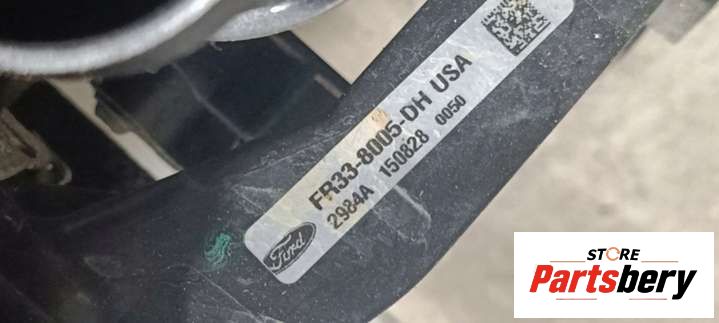 FR33-8005-DH USA
2984A 150828 0050
Ford
STORE
Partsbery